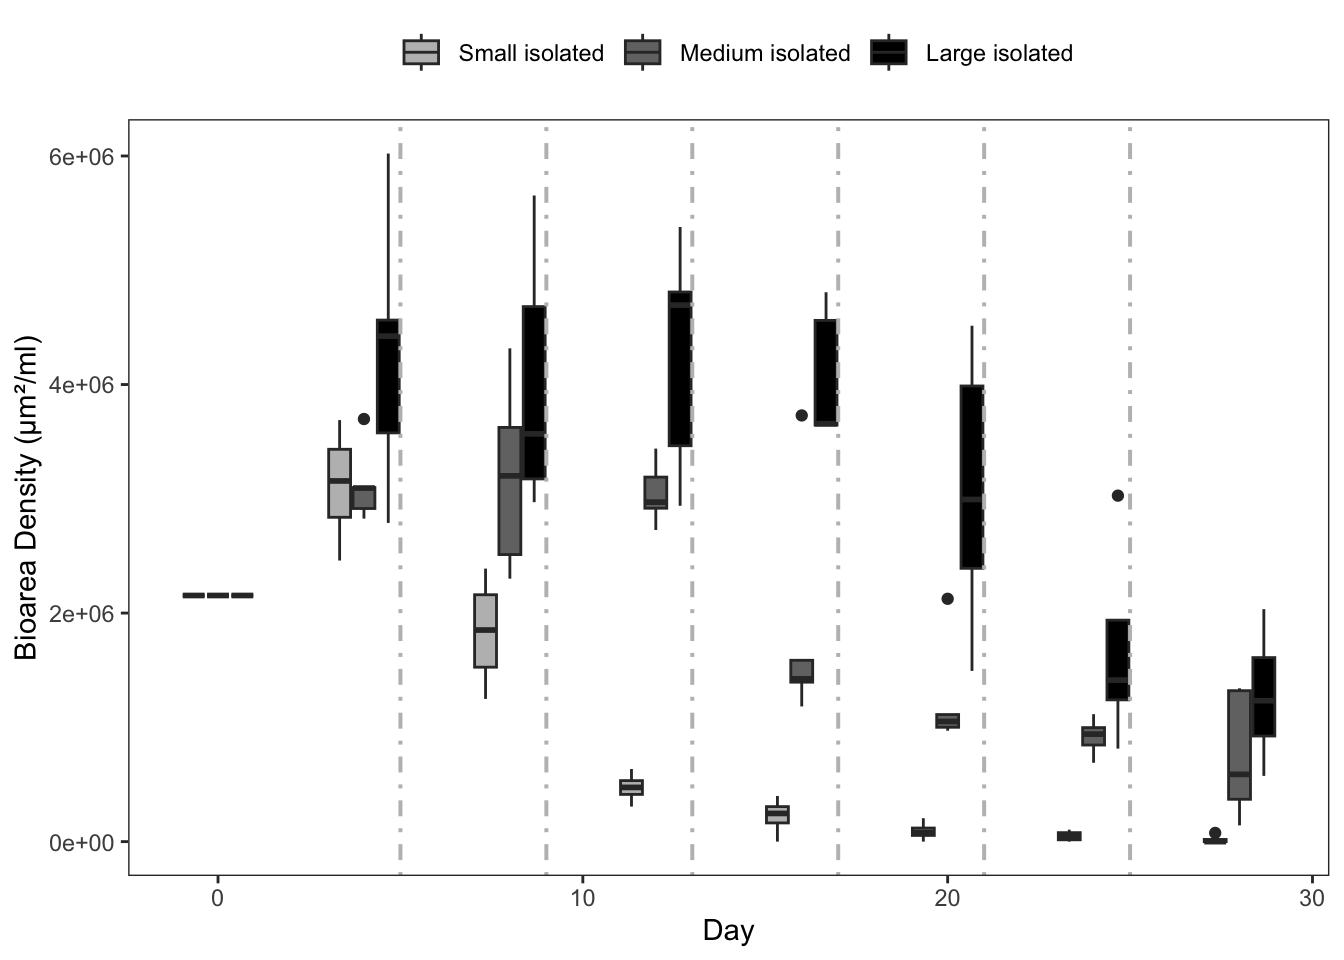 Small isolated Medium isolated Large isolated
6e+06
4e+06
2e+06
0e+00
Bioarea Density (μm²/ml)
0 10 20 30
Day